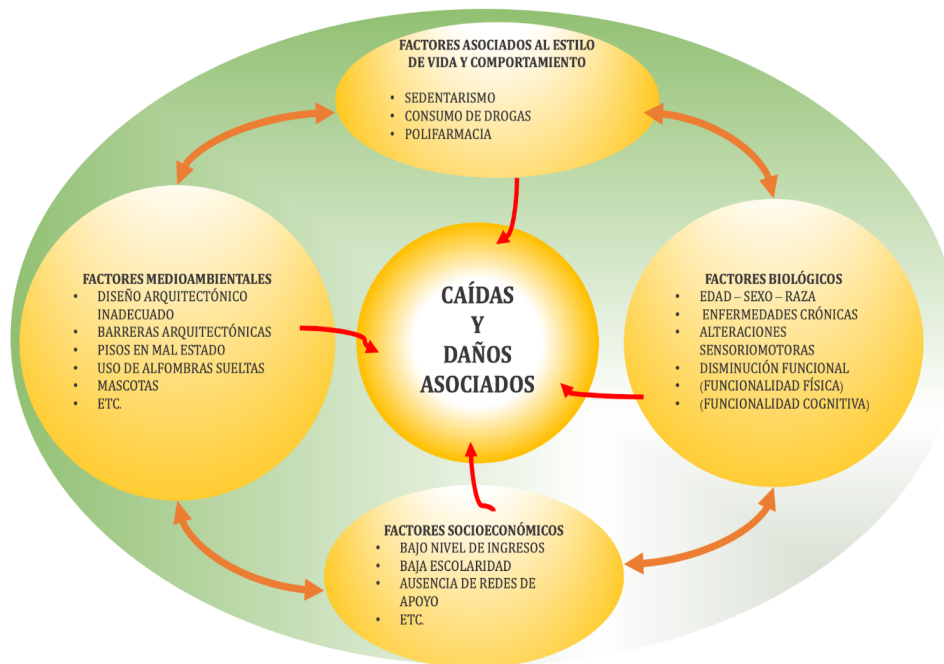 FACTORES ASOCIADOS AL ESTILO
DE VIDA Y COMPORTAMIENTO
• SEDENTARISMO
• CONSUMO DE DROGAS
• POLIFARMACIA
FACTORES MEDIOAMBIENTALES
• DISEÑO ARQUITECTÓNICO
INADECUADO
• BARRERAS ARQUITECTÓNICAS
• PISOS EN MAL ESTADO
• USO DE ALFOMBRAS SUELTAS
• MASCOTAS
• ETC.
CAÍDAS
Y
DAÑOS
ASOCIADOS
FACTORES BIOLÓGICOS
• EDAD – SEXO – RAZA
• ENFERMEDADES CRÓNICAS
• ALTERACIONES
SENSORIOMOTORAS
• DISMINUCIÓN FUNCIONAL
• (FUNCIONALIDAD FÍSICA)
• (FUNCIONALIDAD COGNITIVA)
FACTORES SOCIOECONÓMICOS
• BAJO NIVEL DE INGRESOS
• BAJA ESCOLARIDAD
• AUSENCIA DE REDES DE
APOYO
• ETC.